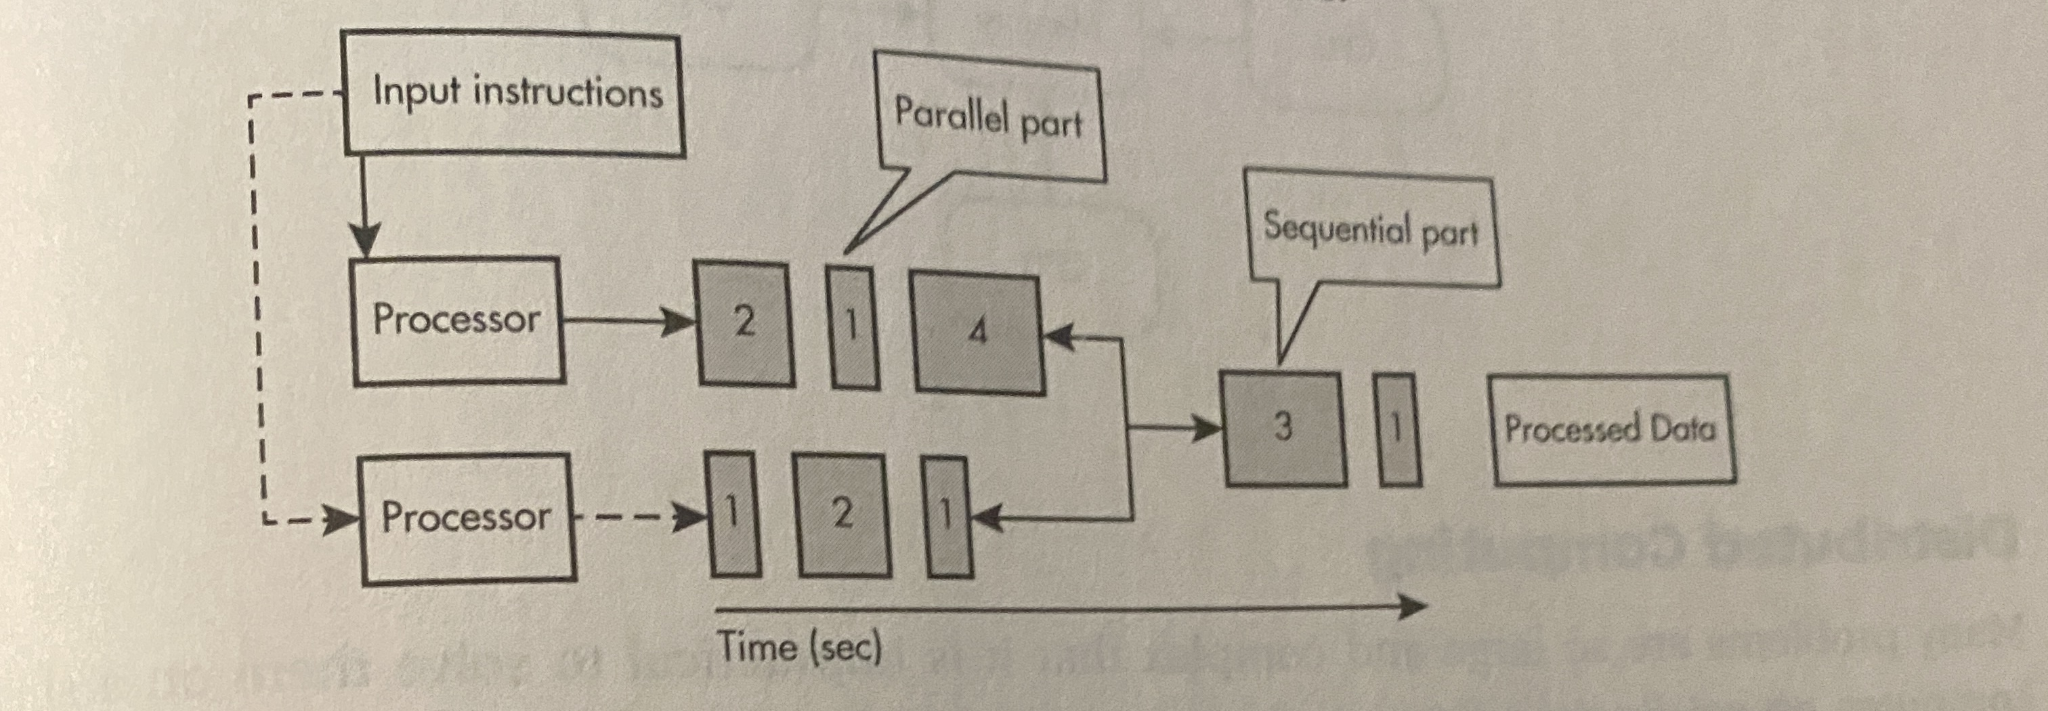 Input instructions
Parallel part
Sequential part
Processor
2
1
4
3
1
Processed Data
Processor
1
2
1
Time (sec)